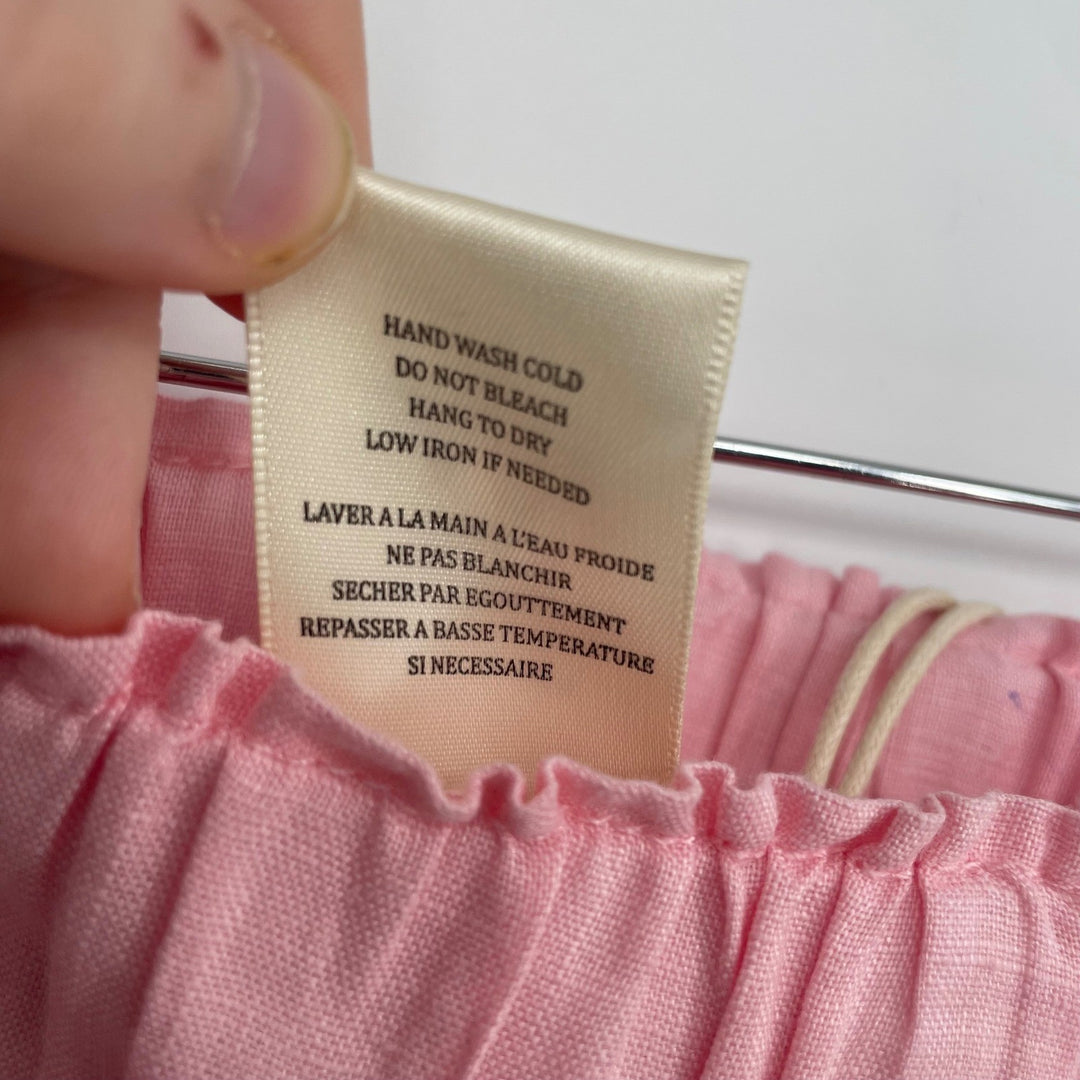 HAND WASH COLD
DO NOT BLEACH
HANG TO DRY
LOW IRON IF NEEDED
LAVER A LA MAIN A L'EAU FROIDE
NE PAS BLANCHIR
SECHER PAR EGOUTTEMENT
REPASSER A BASSE TEMPERATURE
SI NECESSAIRE